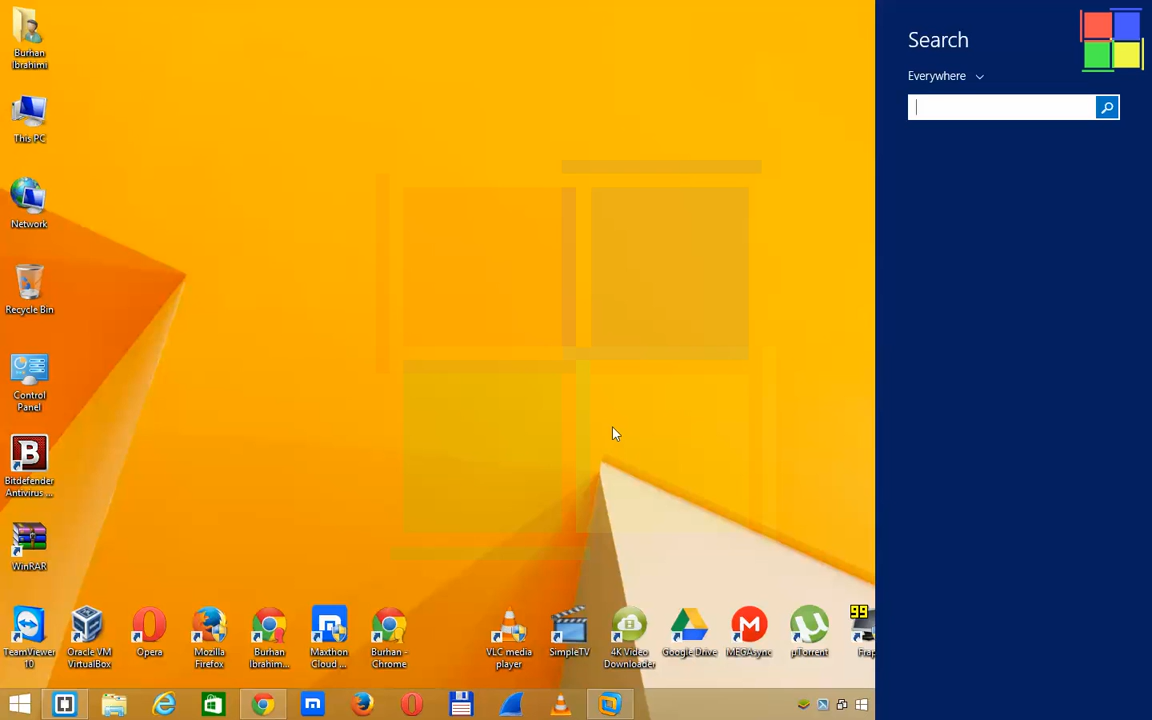 Search
Everywhere
Burhan
Ibrahimi
This PC
Network
Recycle Bin
Control
Panel
B
Bitdefender
Antivirus ...
WinRAR
TeamViewer
10
Oracle VM
VirtualBox
Opera
Mozilla
Firefox
Burhan
Ibrahim...
Maxthon
Cloud ...
Burhan -
Chrome
VLC media
player
SimpleTV
4K Video
Downloader
Google Drive
MEGAsync
µTorrent
99
Frap